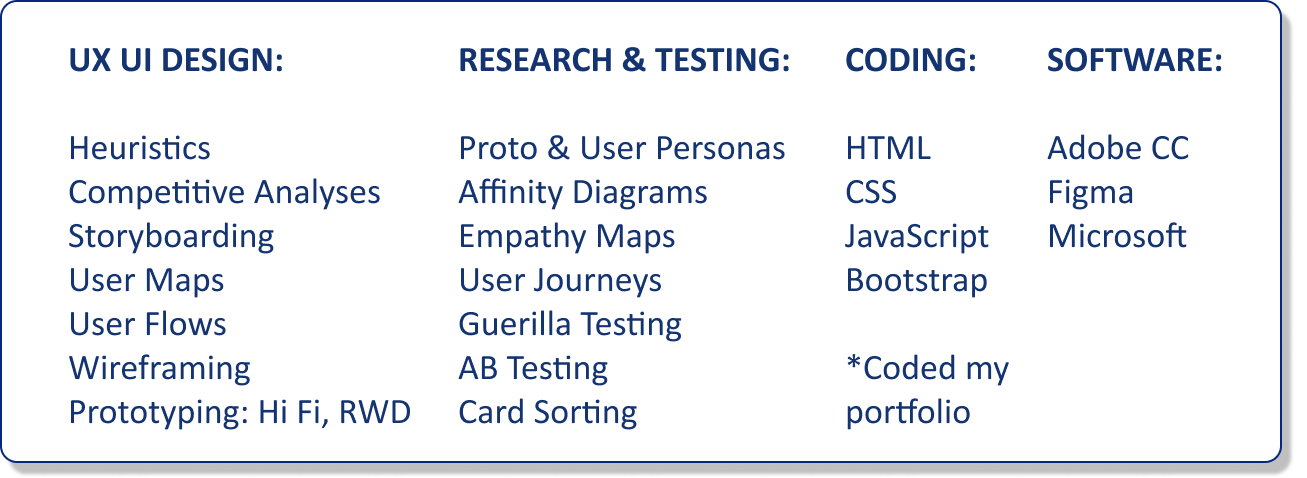 UX UI DESIGN:
Heuristics
Competitive Analyses
Storyboarding
User Maps
User Flows
Wireframing
Prototyping: Hi Fi, RWD
RESEARCH & TESTING:
Proto & User Personas
Affinity Diagrams
Empathy Maps
User Journeys
Guerilla Testing
AB Testing
Card Sorting
CODING:
HTML
CSS
JavaScript
Bootstrap
*Coded my
portfolio
SOFTWARE:
Adobe CC
Figma
Microsoft